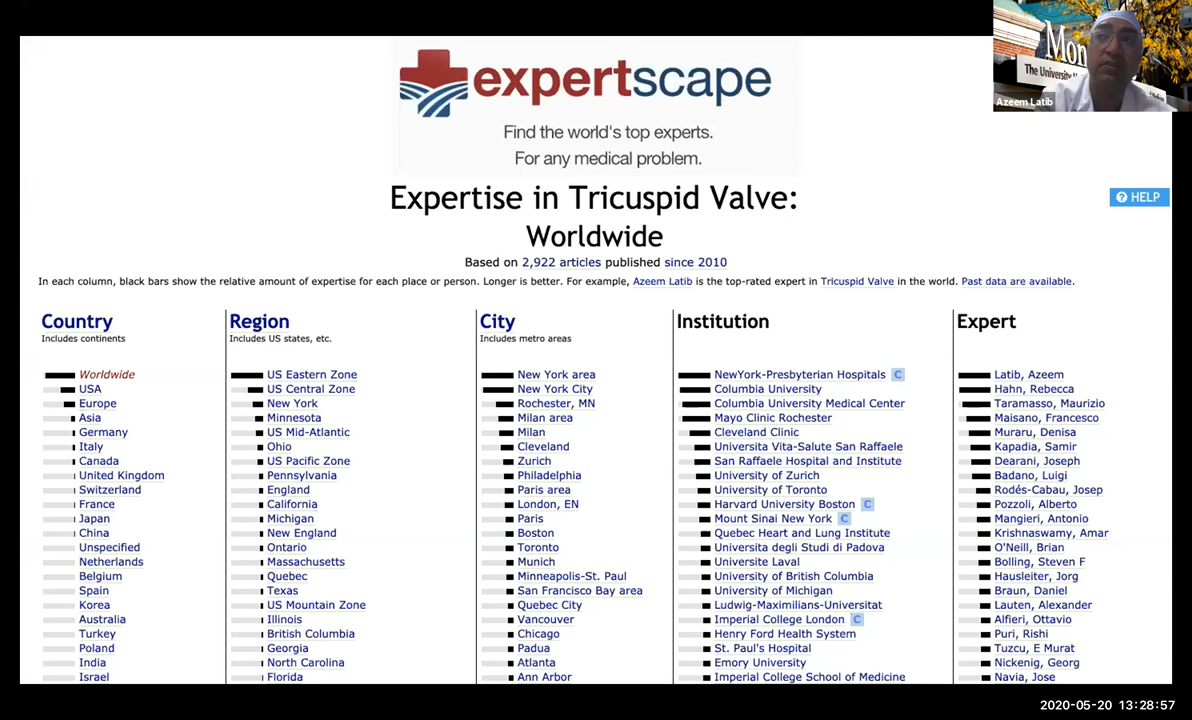 expertscape
Find the world's top experts.
For any medical problem.
Mon
The University
Azeem Latib
Expertise in Tricuspid Valve:
Worldwide
? HELP
Based on 2,922 articles published since 2010
In each column, black bars show the relative amount of expertise for each place or person. Longer is better. For example, Azeem Latib is the top-rated expert in Tricuspid Valve in the world. Past data are available.
Country
Includes continents
Worldwide
USA
Europe
Asia
Germany
Italy
Canada
United Kingdom
Switzerland
France
Japan
China
Unspecified
Netherlands
Belgium
Spain
Korea
Australia
Turkey
Poland
India
Israel
Region
Includes US states, etc.
US Eastern Zone
US Central Zone
New York
Minnesota
US Mid-Atlantic
Ohio
US Pacific Zone
Pennsylvania
England
California
Michigan
New England
Ontario
Massachusetts
Quebec
Texas
US Mountain Zone
Illinois
British Columbia
Georgia
North Carolina
Florida
City
Includes metro areas
New York area
New York City
Rochester, MN
Milan area
Milan
Cleveland
Zurich
Philadelphia
Paris area
London, EN
Paris
Boston
Toronto
Munich
Minneapolis-St. Paul
San Francisco Bay area
Quebec City
Vancouver
Chicago
Padua
Atlanta
Ann Arbor
Institution
NewYork-Presbyterian Hospitals C
Columbia University
Columbia University Medical Center
Mayo Clinic Rochester
Cleveland Clinic
Universita Vita-Salute San Raffaele
San Raffaele Hospital and Institute
University of Zurich
University of Toronto
Harvard University Boston C
Mount Sinai New York C
Quebec Heart and Lung Institute
Universita degli Studi di Padova
Universite Laval
University of British Columbia
University of Michigan
Ludwig-Maximilians-Universitat
Imperial College London C
Henry Ford Health System
St. Paul's Hospital
Emory University
Imperial College School of Medicine
Expert
Latib, Azeem
Hahn, Rebecca
Taramasso, Maurizio
Maisano, Francesco
Muraru, Denisa
Kapadia, Samir
Dearani, Joseph
Badano, Luigi
Rodés-Cabau, Josep
Pozzoli, Alberto
Mangieri, Antonio
Krishnaswamy, Amar
O'Neill, Brian
Bolling, Steven F
Hausleiter, Jorg
Braun, Daniel
Lauten, Alexander
Alfieri, Ottavio
Puri, Rishi
Tuzcu, E Murat
Nickenig, Georg
Navia, Jose
2020-05-20 13:28:57